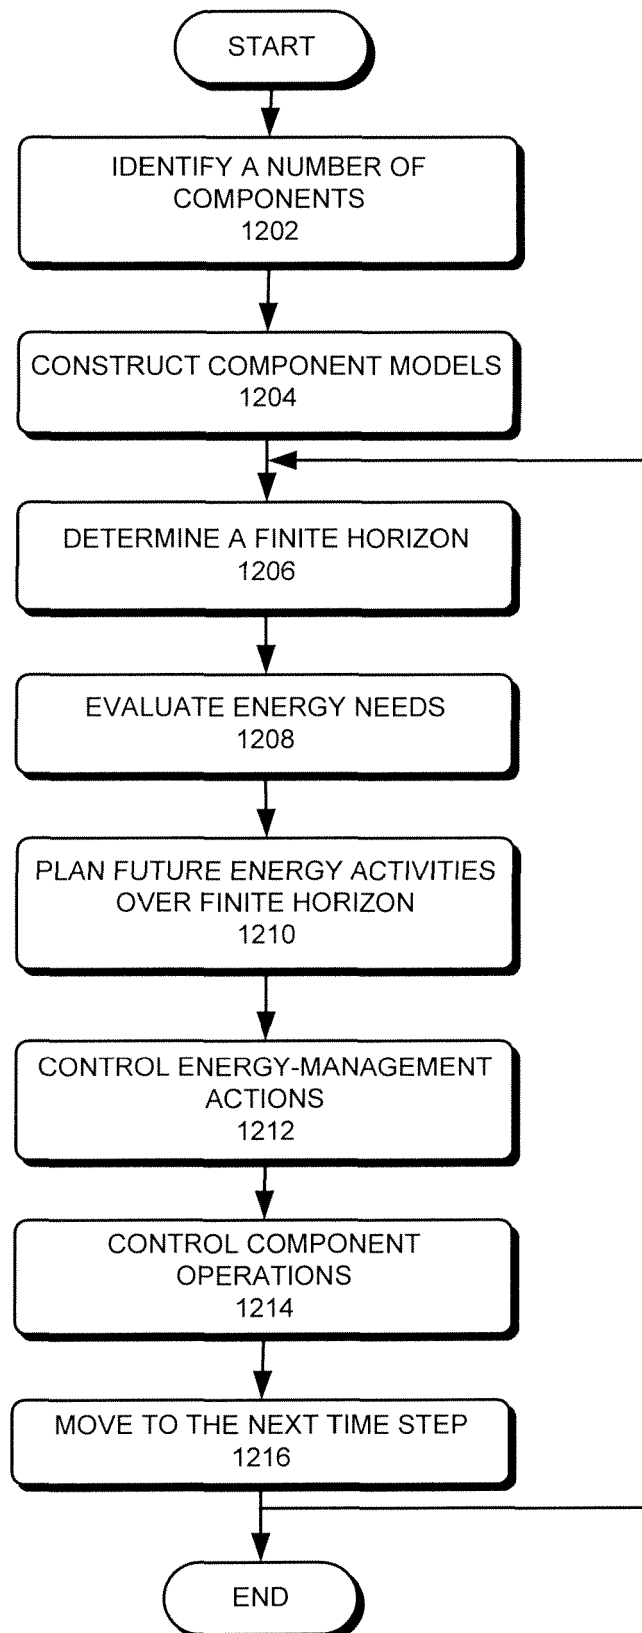 START
IDENTIFY A NUMBER OF
COMPONENTS
1202
CONSTRUCT COMPONENT MODELS
1204
DETERMINE A FINITE HORIZON
1206
EVALUATE ENERGY NEEDS
1208
PLAN FUTURE ENERGY ACTIVITIES
OVER FINITE HORIZON
1210
CONTROL ENERGY-MANAGEMENT
ACTIONS
1212
CONTROL COMPONENT
OPERATIONS
1214
MOVE TO THE NEXT TIME STEP
1216
END